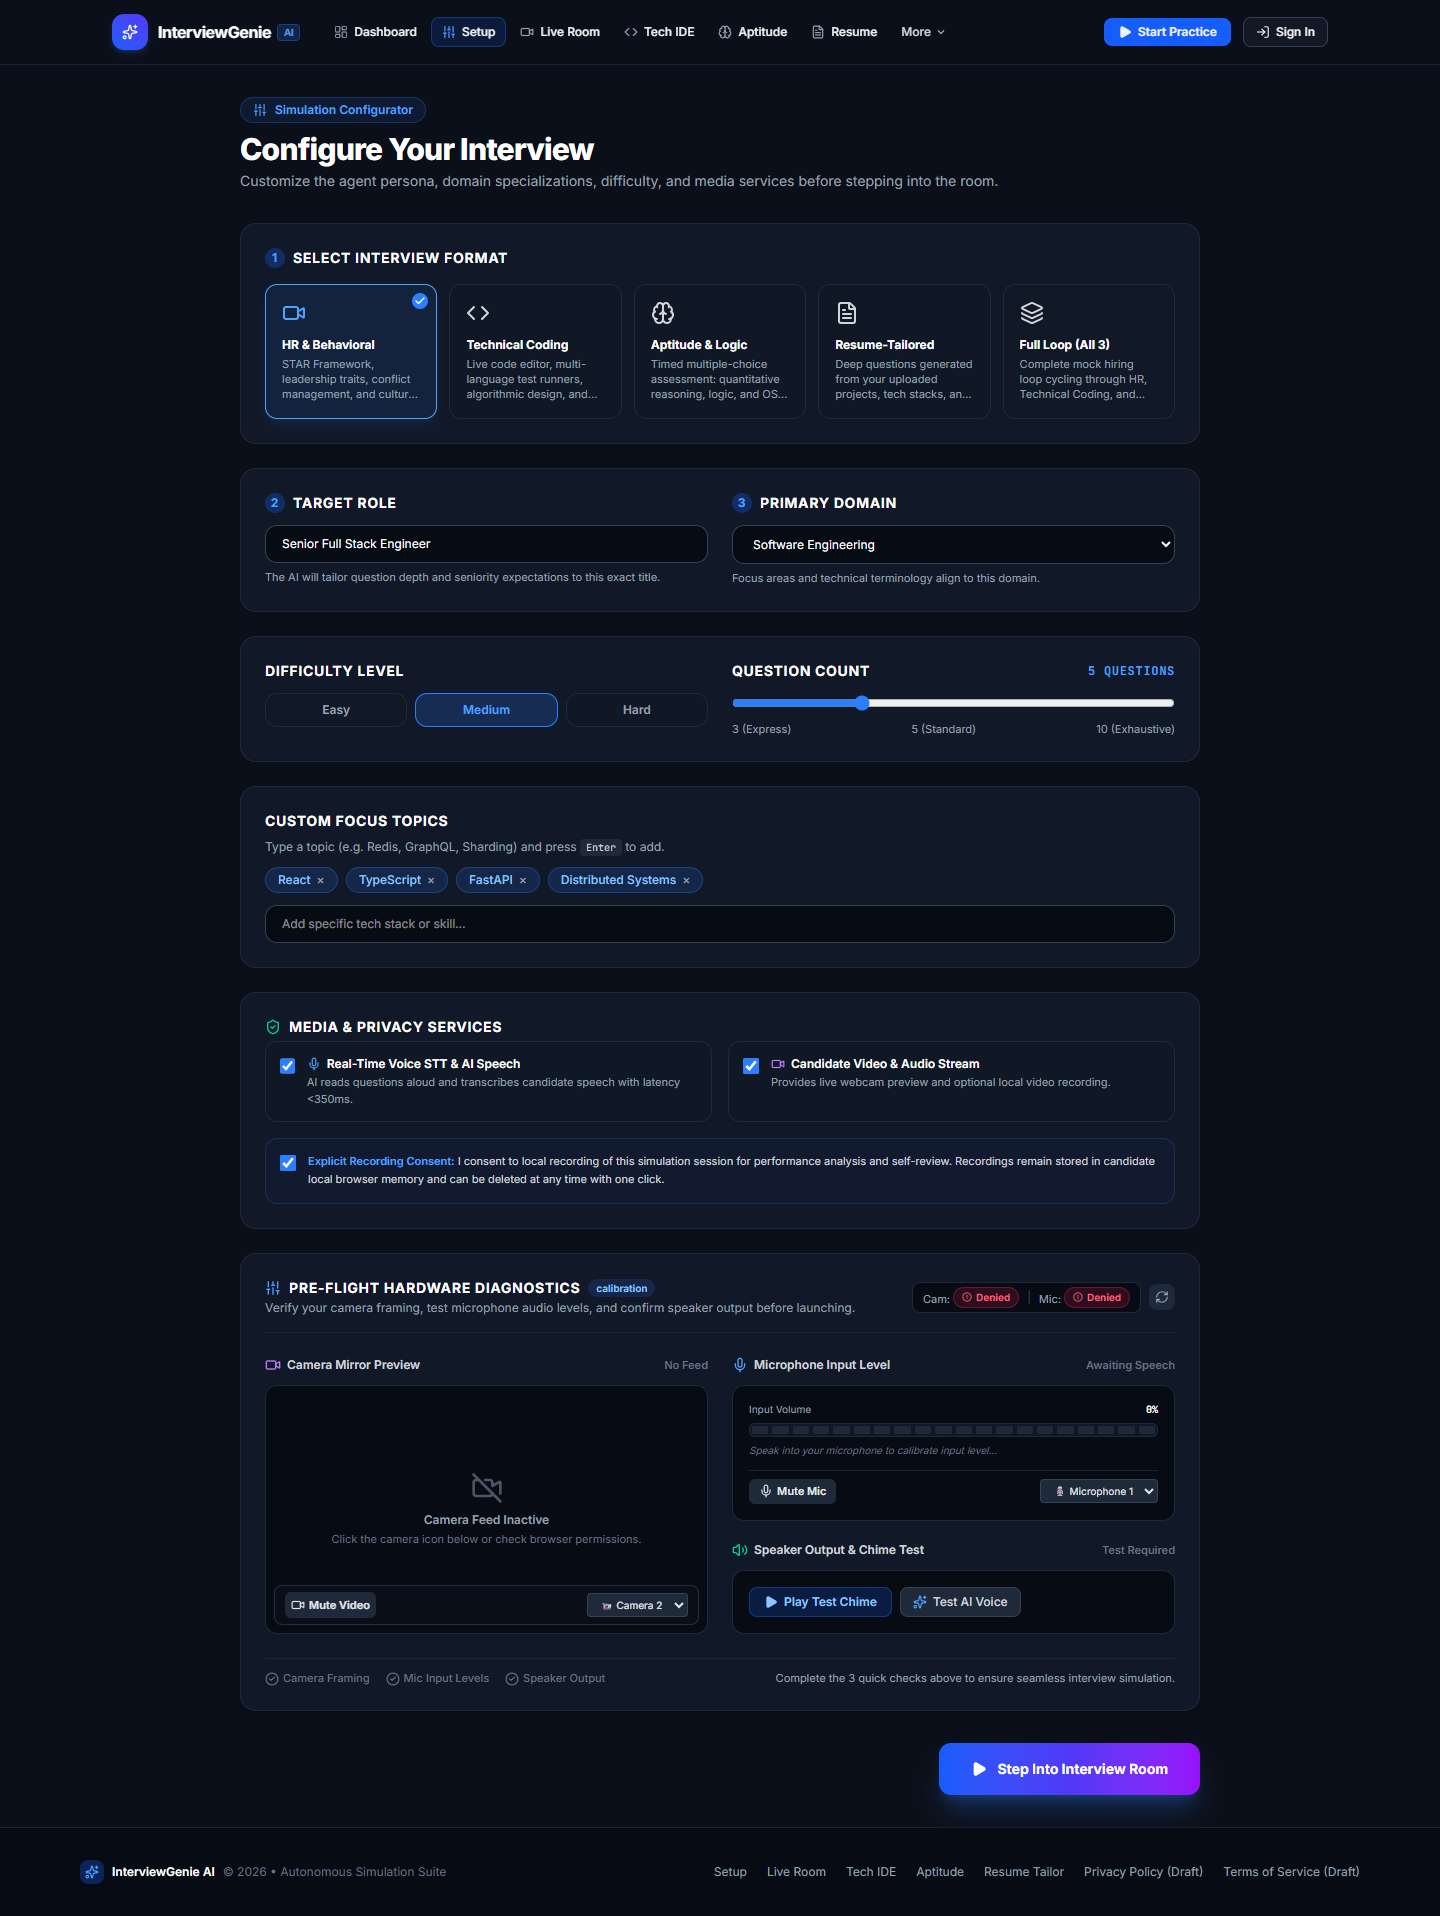 InterviewGenie AI
Dashboard
Setup
Live Room
Tech IDE
Aptitude
Resume
More
Start Practice
Sign In
Simulation Configurator
Configure Your Interview
Customize the agent persona, domain specializations, difficulty, and media services before stepping into the room.
1 SELECT INTERVIEW FORMAT
HR & Behavioral
STAR Framework,
leadership traits, conflict
management, and cultur...
Technical Coding
Live code editor, multi-
language test runners,
algorithmic design, and...
Aptitude & Logic
Timed multiple-choice
assessment: quantitative
reasoning, logic, and OS...
Resume-Tailored
Deep questions generated
from your uploaded
projects, tech stacks, an...
Full Loop (All 3)
Complete mock hiring
loop cycling through HR,
Technical Coding, and...
2 TARGET ROLE
Senior Full Stack Engineer
The AI will tailor question depth and seniority expectations to this exact title.
3 PRIMARY DOMAIN
Software Engineering
Focus areas and technical terminology align to this domain.
DIFFICULTY LEVEL
Easy
Medium
Hard
QUESTION COUNT
5 QUESTIONS
3 (Express)
5 (Standard)
10 (Exhaustive)
CUSTOM FOCUS TOPICS
Type a topic (e.g. Redis, GraphQL, Sharding) and press Enter to add.
React ×
TypeScript ×
FastAPI ×
Distributed Systems ×
Add specific tech stack or skill...
MEDIA & PRIVACY SERVICES
Real-Time Voice STT & AI Speech
AI reads questions aloud and transcribes candidate speech with latency
<350ms.
Candidate Video & Audio Stream
Provides live webcam preview and optional local video recording.
Explicit Recording Consent: I consent to local recording of this simulation session for performance analysis and self-review. Recordings remain stored in candidate
local browser memory and can be deleted at any time with one click.
PRE-FLIGHT HARDWARE DIAGNOSTICS calibration
Verify your camera framing, test microphone audio levels, and confirm speaker output before launching.
Cam: Denied
Mic: Denied
Camera Mirror Preview
No Feed
Camera Feed Inactive
Click the camera icon below or check browser permissions.
Mute Video
Camera 2
Microphone Input Level
Awaiting Speech
Input Volume
0%
Speak into your microphone to calibrate input level...
Mute Mic
Microphone 1
Speaker Output & Chime Test
Test Required
Play Test Chime
Test AI Voice
Camera Framing
Mic Input Levels
Speaker Output
Complete the 3 quick checks above to ensure seamless interview simulation.
Step Into Interview Room
InterviewGenie AI © 2026 • Autonomous Simulation Suite
Setup
Live Room
Tech IDE
Aptitude
Resume Tailor
Privacy Policy (Draft)
Terms of Service (Draft)